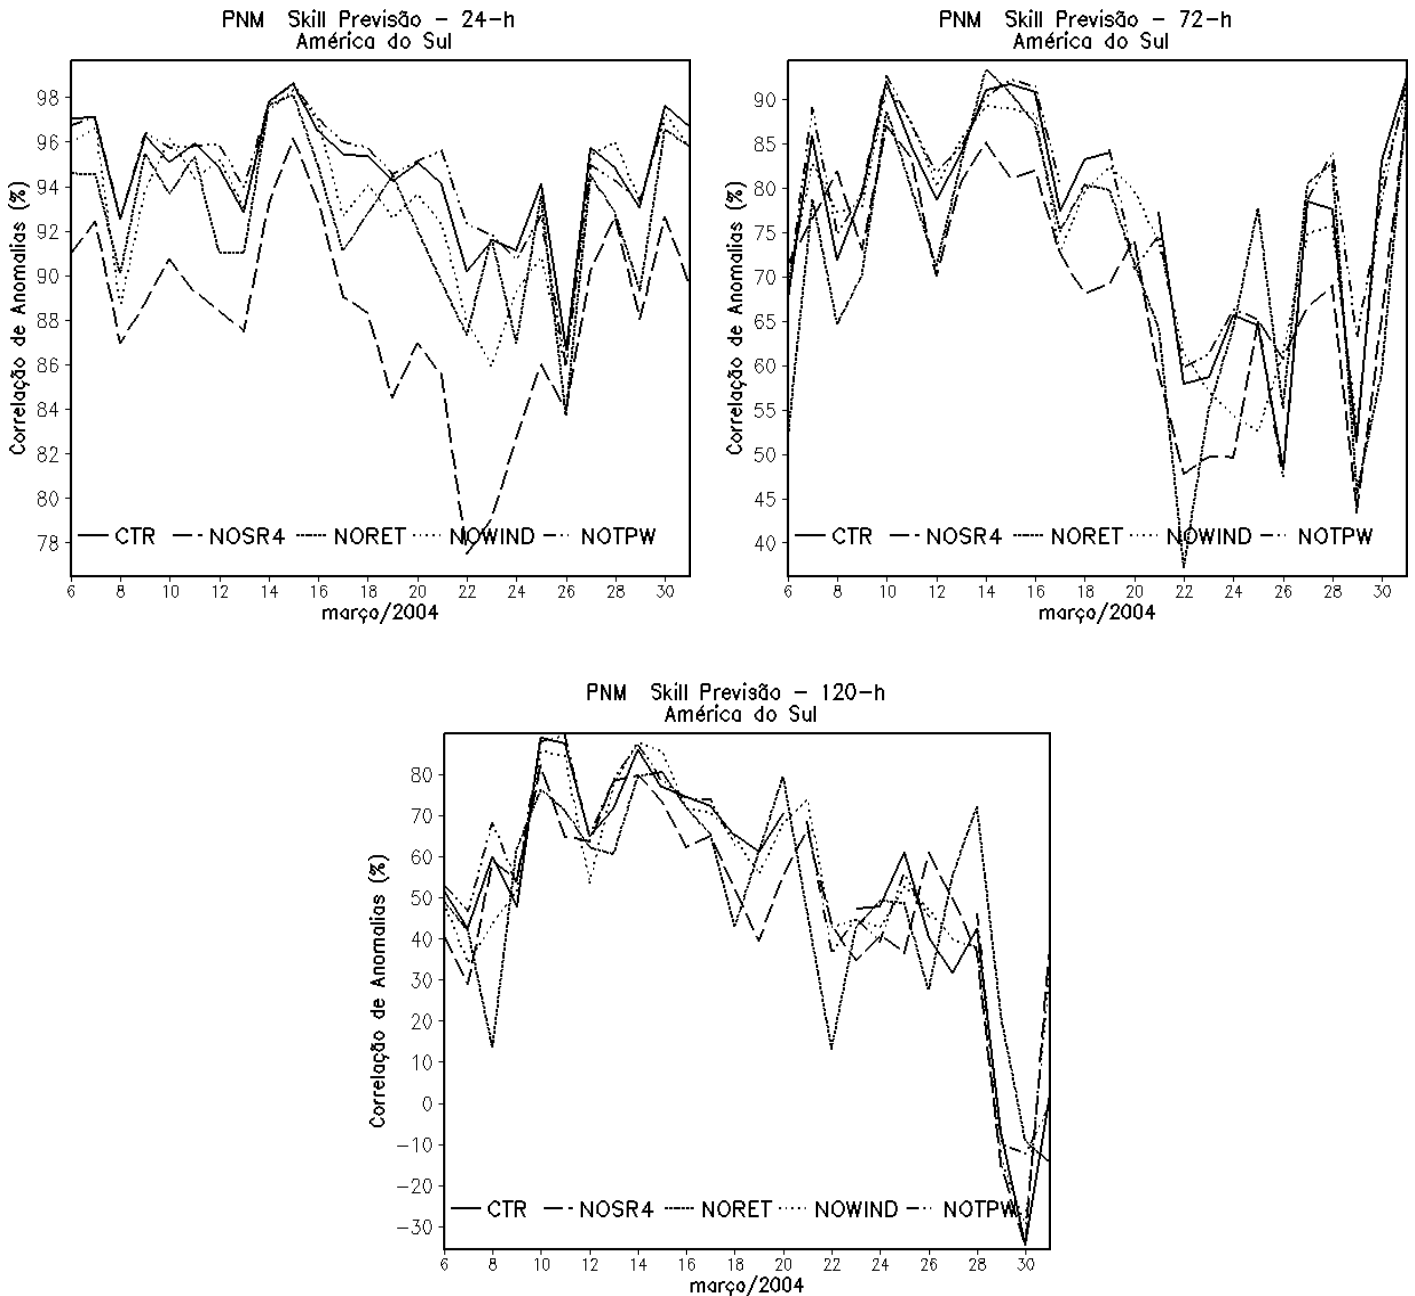 PNM Skill Previsão – 24-h
América do Sul
Correlação de Anomalias (%)
98
96
94
92
90
88
86
84
82
80
78
CTR NOSR4 NORET NOWIND NOTPW
6 8 10 12 14 16 18 20 22 24 26 28 30
março/2004
PNM Skill Previsão – 72-h
América do Sul
Correlação de Anomalias (%)
90
85
80
75
70
65
60
55
50
45
40
CTR NOSR4 NORET NOWIND NOTPW
6 8 10 12 14 16 18 20 22 24 26 28 30
março/2004
PNM Skill Previsão – 120-h
América do Sul
Correlação de Anomalias (%)
80
70
60
50
40
30
20
10
0
−10
−20
−30
CTR NOSR4 NORET NOWIND NOTPW
6 8 10 12 14 16 18 20 22 24 26 28 30
março/2004